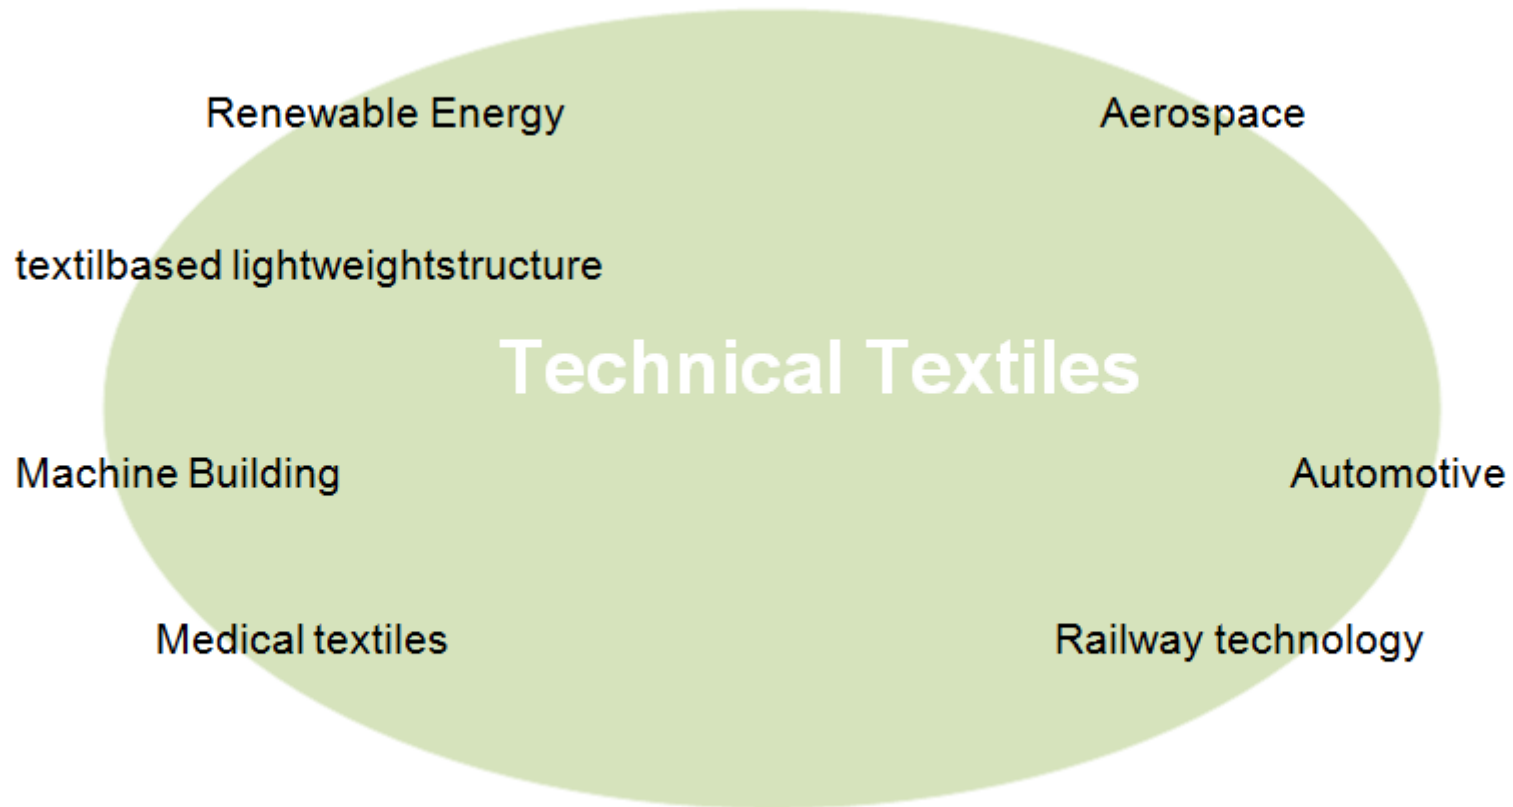 Renewable Energy
Aerospace
textilbased lightweightstructure
Technical Textiles
Machine Building
Automotive
Medical textiles
Railway technology